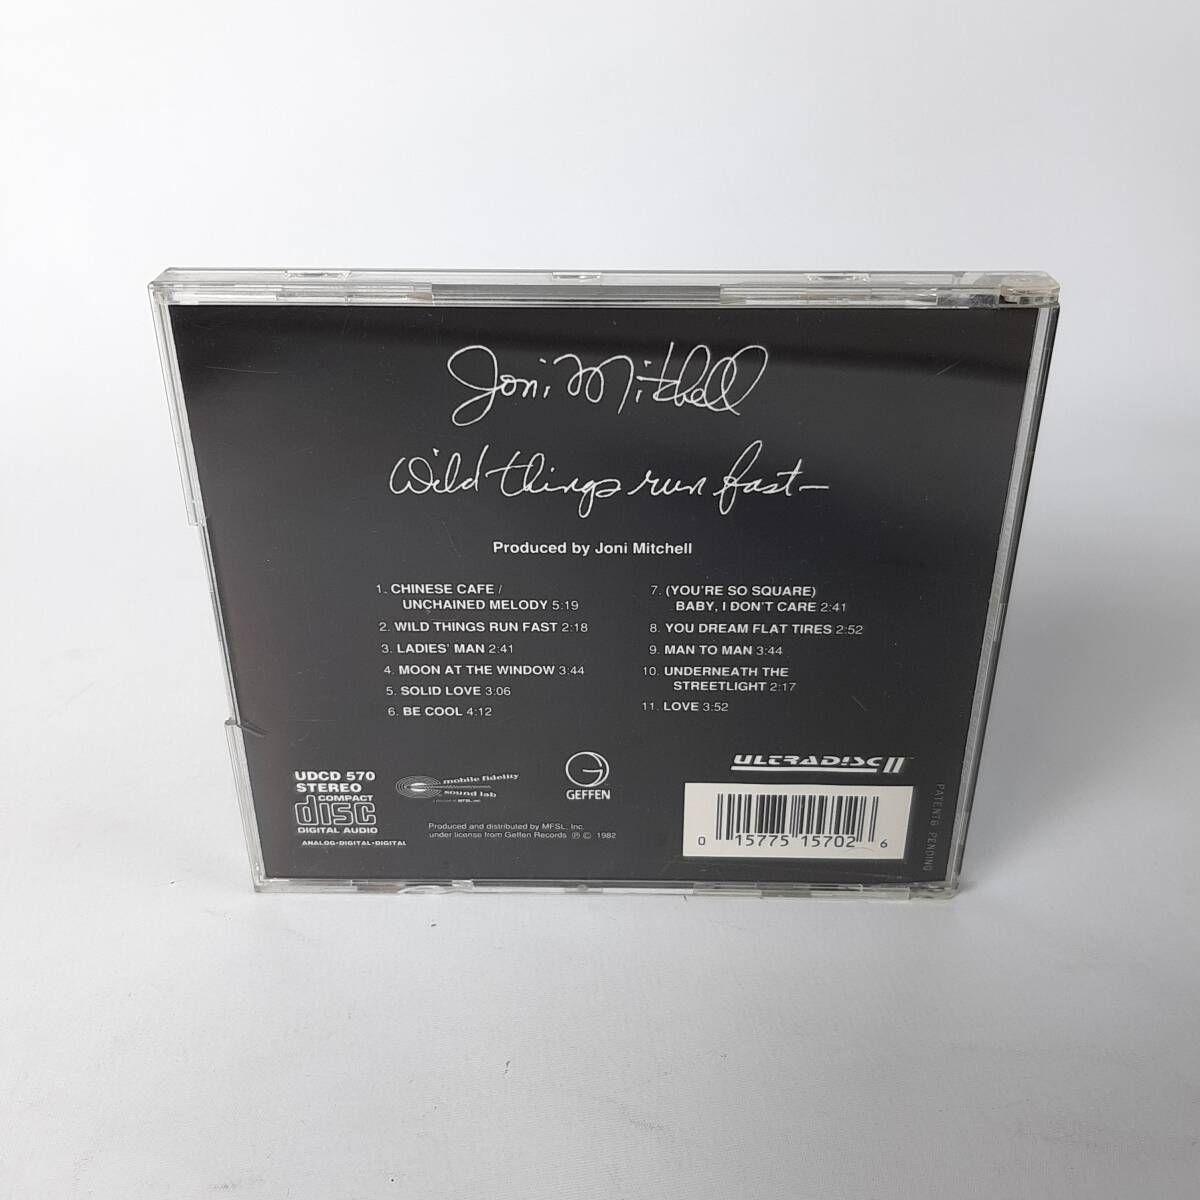 Joni Mitchell
Wild things run fast—
Produced by Joni Mitchell
1. CHINESE CAFE /
UNCHAINED MELODY 5:19
2. WILD THINGS RUN FAST 2:18
3. LADIES' MAN 2:41
4. MOON AT THE WINDOW 3:44
5. SOLID LOVE 3:06
6. BE COOL 4:12
7. (YOU'RE SO SQUARE)
BABY, I DON'T CARE 2:41
8. YOU DREAM FLAT TIRES 2:52
9. MAN TO MAN 3:44
10. UNDERNEATH THE
STREETLIGHT 2:17
11. LOVE 3:52
UDCD 570
STEREO
COMPACT
disc
DIGITAL AUDIO
ANALOG•DIGITAL•DIGITAL
mobile fidelity
sound lab
Produced and distributed by MFSL, Inc.
under license from Geffen Records ℗ © 1982
G
GEFFEN
ULTRADISC II
0 15775 15702 6
PATENTS PENDING